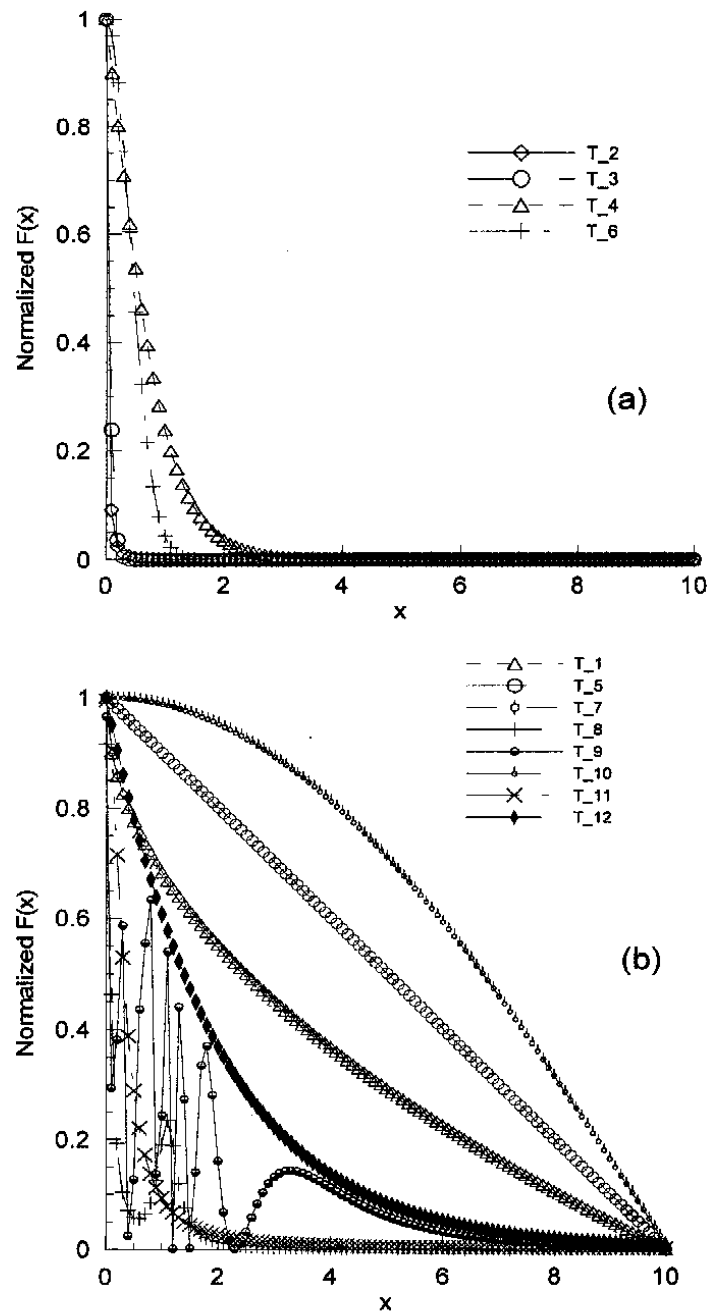 1
0.8
0.6
0.4
0.2
0
Normalized F(x)
T_2
T_3
T_4
T_6
(a)
0 2 4 6 8 10
x
T_1
T_5
T_7
T_8
T_9
T_10
T_11
T_12
1
0.8
0.6
0.4
0.2
0
Normalized F(x)
(b)
0 2 4 6 8 10
x